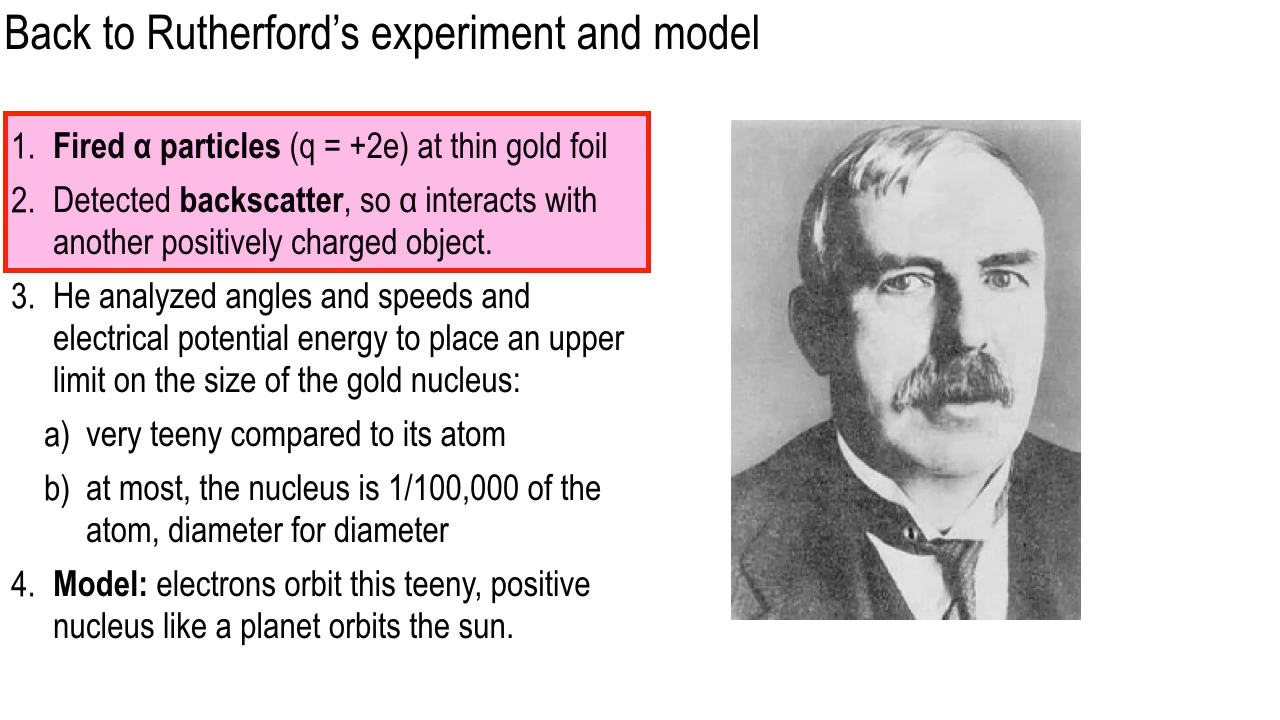 Back to Rutherford’s experiment and model
1. Fired α particles (q = +2e) at thin gold foil
2. Detected backscatter, so α interacts with
another positively charged object.
3. He analyzed angles and speeds and
electrical potential energy to place an upper
limit on the size of the gold nucleus:
a) very teeny compared to its atom
b) at most, the nucleus is 1/100,000 of the
atom, diameter for diameter
4. Model: electrons orbit this teeny, positive
nucleus like a planet orbits the sun.